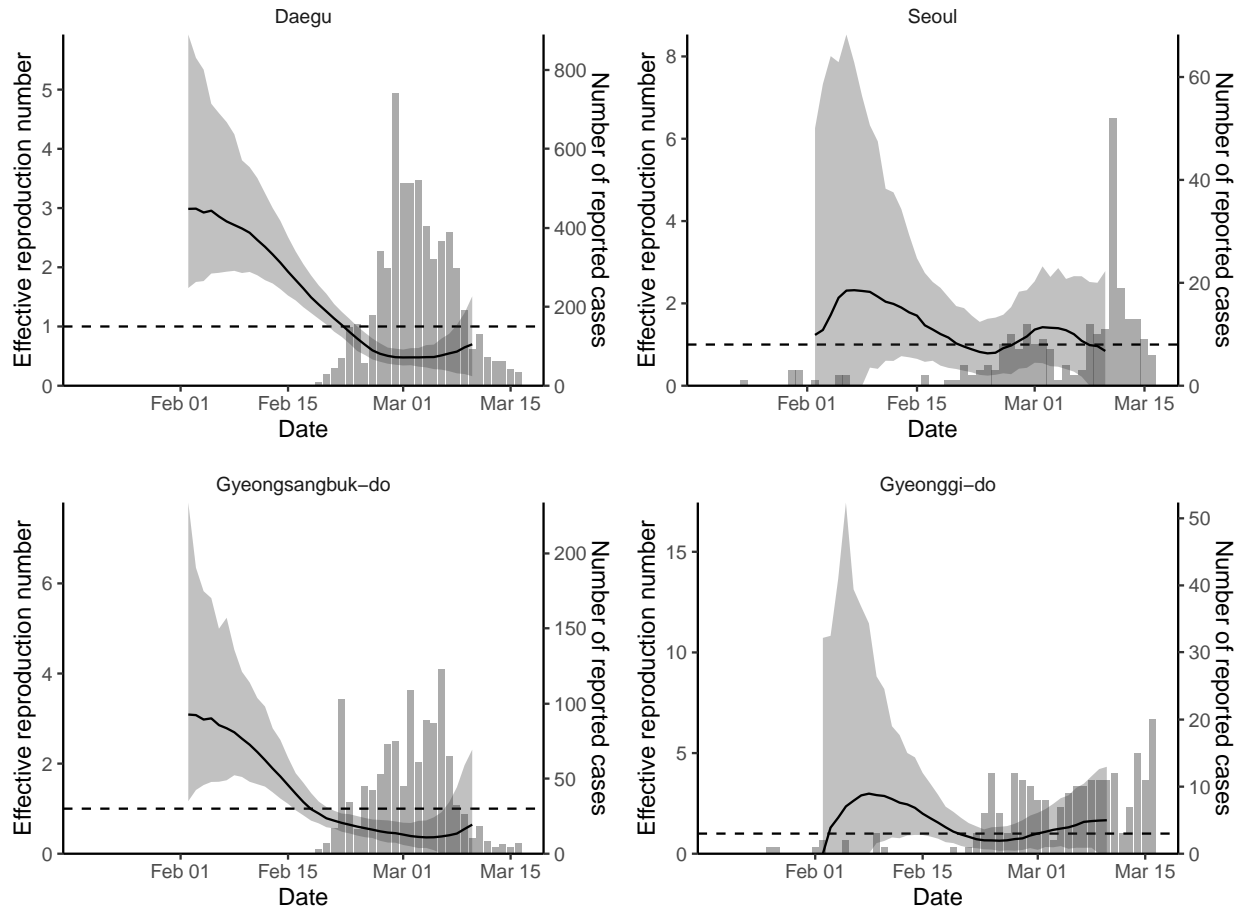 Daegu
Effective reproduction number
0
1
2
3
4
5
0
200
400
600
800
Number of reported cases
Feb 01
Feb 15
Mar 01
Mar 15
Date
Seoul
Effective reproduction number
0
2
4
6
8
0
20
40
60
Number of reported cases
Feb 01
Feb 15
Mar 01
Mar 15
Date
Gyeongsangbuk−do
Effective reproduction number
0
2
4
6
0
50
100
150
200
Number of reported cases
Feb 01
Feb 15
Mar 01
Mar 15
Date
Gyeonggi−do
Effective reproduction number
0
5
10
15
0
10
20
30
40
50
Number of reported cases
Feb 01
Feb 15
Mar 01
Mar 15
Date